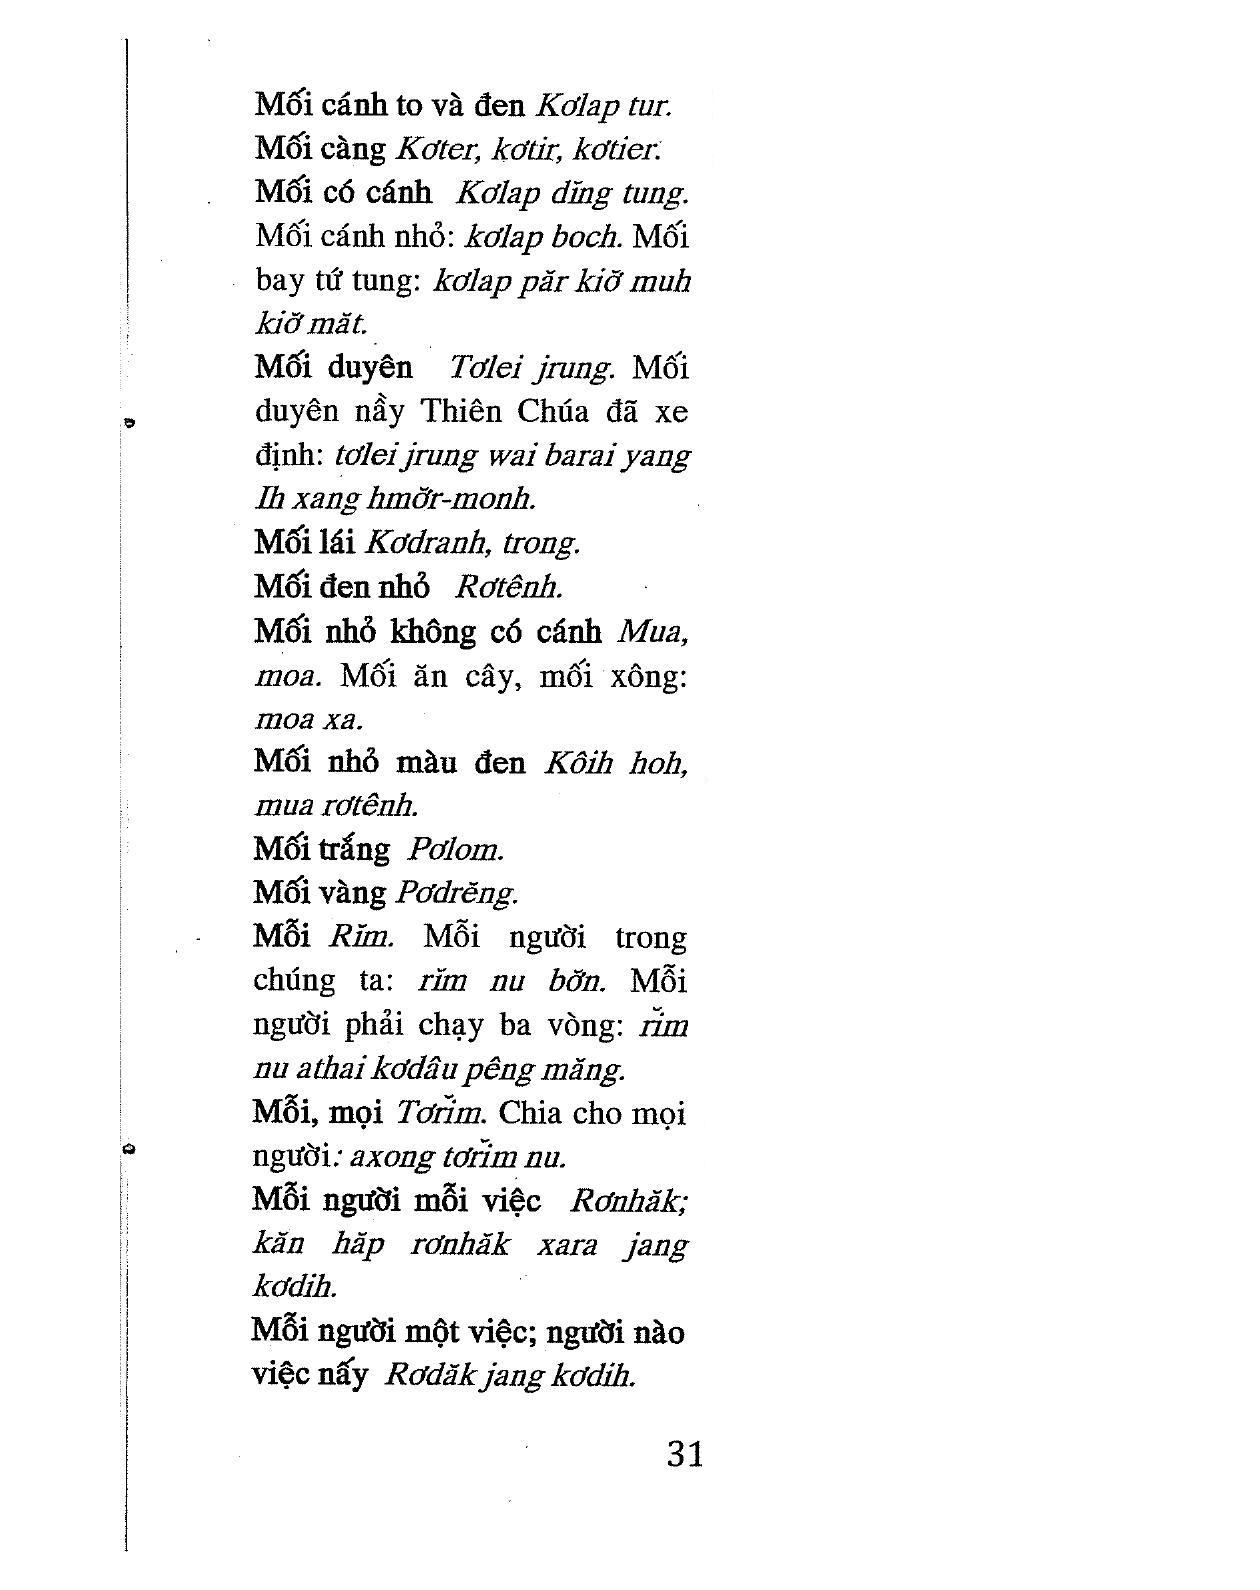 Mối cánh to và đen Kơlap tur.
Mối càng Kơter, kơtir, kơtier.
Mối có cánh Kơlap dĭng tung.
Mối cánh nhỏ: kơlap boch. Mối
bay tứ tung: kơlap păr kiơ̆ muh
kiơ̆ măt.
Mối duyên Tơlei jrung. Mối
duyên nầy Thiên Chúa đã xe
định: tơlei jrung wai barai yang
Ih xang hmơ̆r-monh.
Mối lái Kơdranh, trong.
Mối đen nhỏ Rơtênh.
Mối nhỏ không có cánh Mua,
moa. Mối ăn cây, mối xông:
moa xa.
Mối nhỏ màu đen Kôih hoh,
mua rơtênh.
Mối trắng Pơlom.
Mối vàng Pơdrĕng.
Mỗi Rĭm. Mỗi người trong
chúng ta: rĭm nu bơ̆n. Mỗi
người phải chạy ba vòng: rĭm
nu athai kơdâu pêng măng.
Mỗi, mọi Tơrĭm. Chia cho mọi
người: axong tơrĭm nu.
Mỗi người mỗi việc Rơnhăk;
kăn hăp rơnhăk xara jang
kơdih.
Mỗi người một việc; người nào
việc nấy Rơdăk jang kơdih.
31